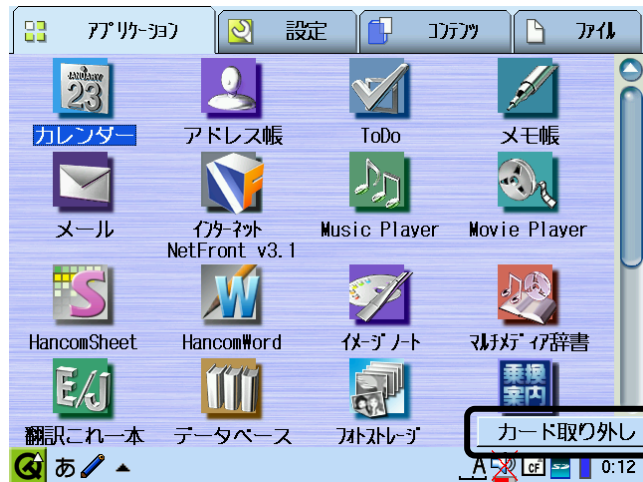 ｱﾌﾟﾘｹｰｼｮﾝ
設定
ｺﾝﾃﾝﾂ
ﾌｧｲﾙ
JANUARY
23
カレンダー
アドレス帳
ToDo
メモ帳
メール
ｲﾝﾀｰﾈｯﾄ
NetFront v3.1
Music Player
Movie Player
HancomSheet
HancomWord
ｲﾒｰｼﾞﾉｰﾄ
ﾏﾙﾁﾒﾃﾞｨｱ辞書
E/J
乗換
案内
翻訳これ一本
データベース
ﾌｫﾄｽﾄﾚｰｼﾞ
カード取り外し
あ
A
CF
0:12